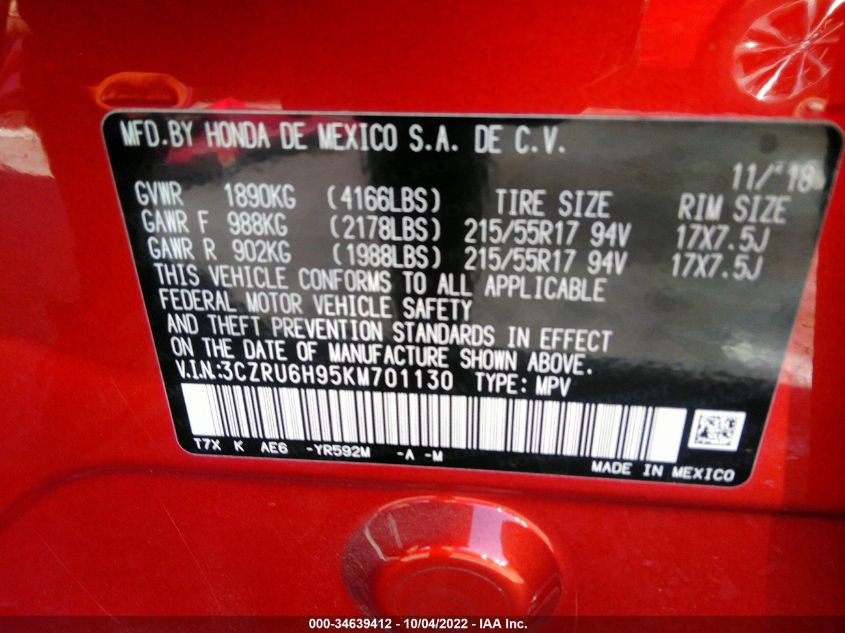 MFD.BY HONDA DE MEXICO S.A. DE C.V.
11/18
GVWR 1890KG (4166LBS) TIRE SIZE RIM SIZE
GAWR F 988KG (2178LBS) 215/55R17 94V 17X7.5J
GAWR R 902KG (1988LBS) 215/55R17 94V 17X7.5J
THIS VEHICLE CONFORMS TO ALL APPLICABLE
FEDERAL MOTOR VEHICLE SAFETY
AND THEFT PREVENTION STANDARDS IN EFFECT
ON THE DATE OF MANUFACTURE SHOWN ABOVE.
V.I.N.:3CZRU6H95KM701130 TYPE: MPV
T7X K AE6 -YR592M -A -M
MADE IN MEXICO
000-34639412 - 10/04/2022 - IAA Inc.